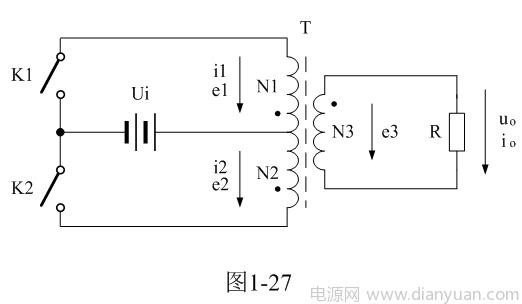 T
K1
Ui
i1
e1
N1
K2
i2
e2
N2
N3
e3
R
uo
io
图1-27
电源网 www.dianyuan.com